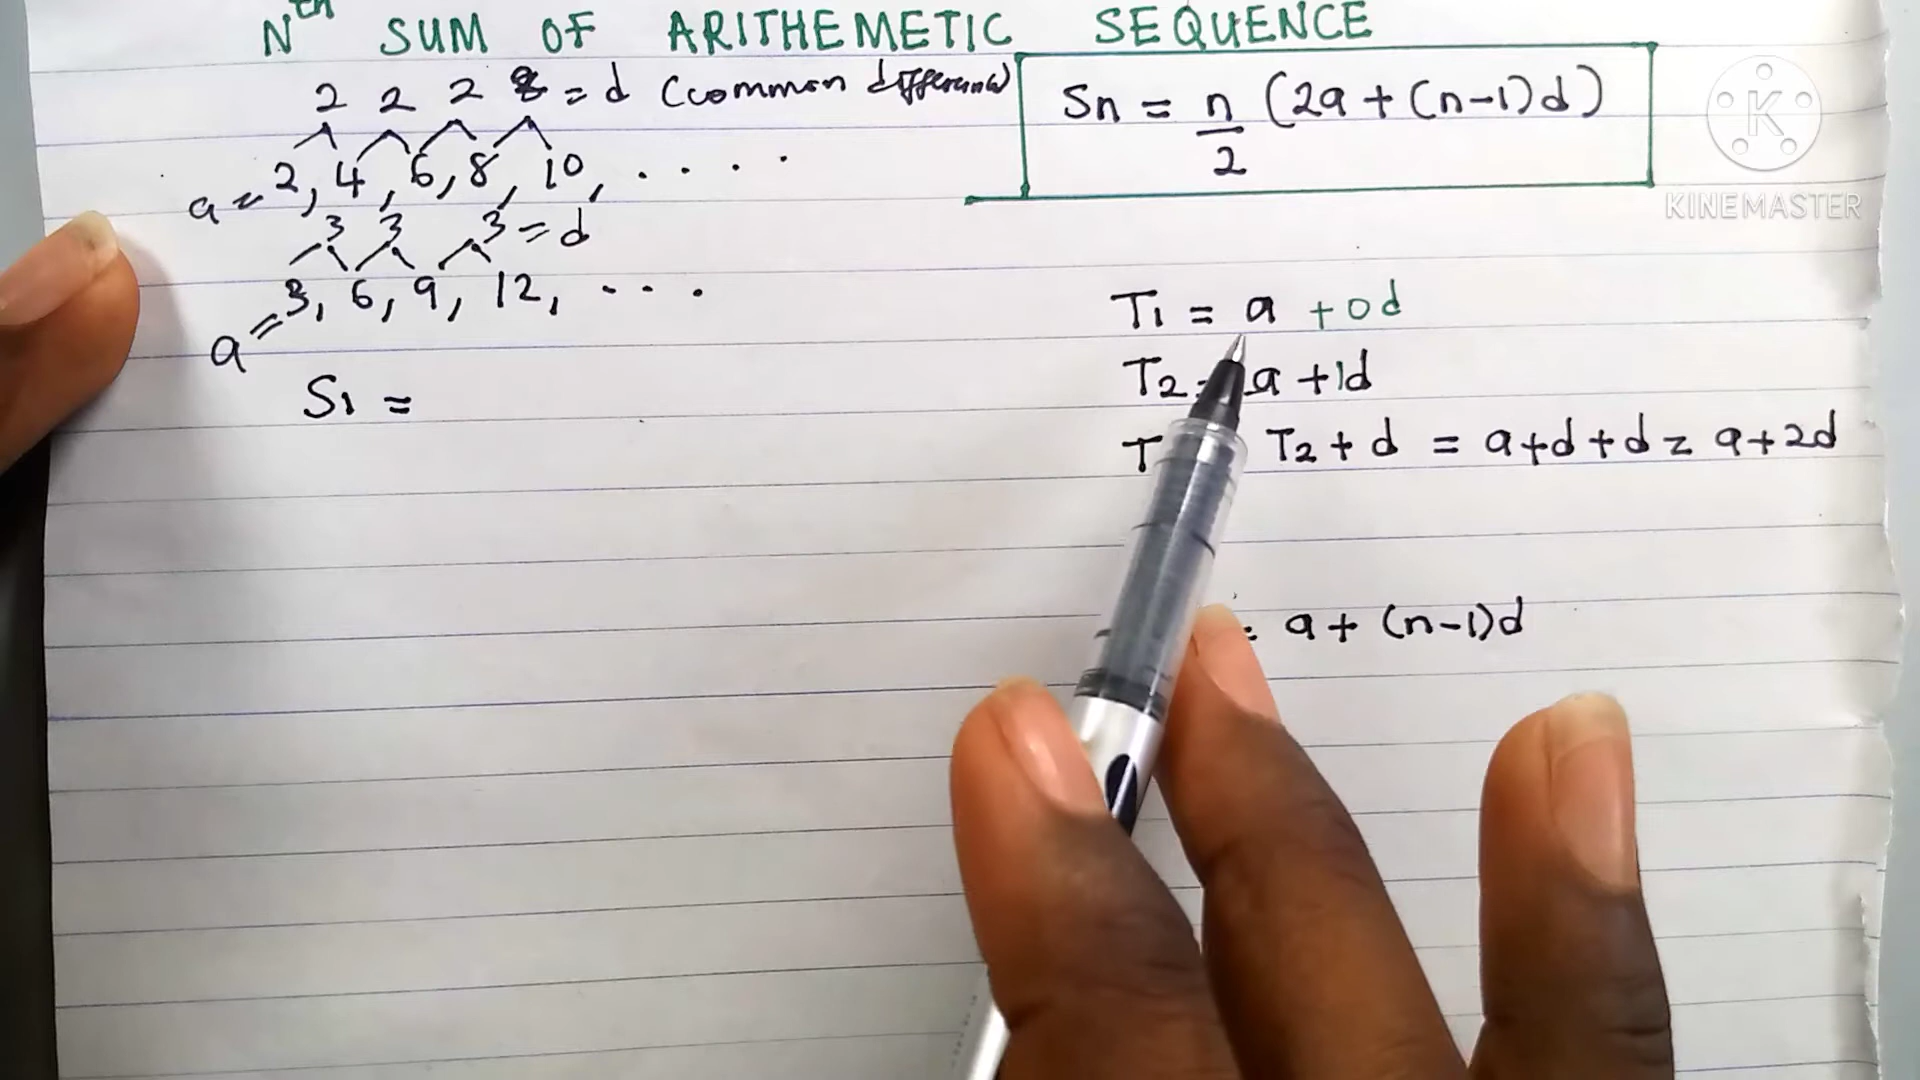 Nth SUM OF ARITHEMETIC SEQUENCE
2 2 2 2 = d (common difference)
a = 2, 4, 6, 8, 10, . . . .
3 3 3 = d
a = 3, 6, 9, 12, . . .
S1 =
Sn = n/2 (2a + (n-1)d)
K
KINEMASTER
T1 = a + 0d
T2 = a + 1d
T T2 + d = a+d+d = a+2d
= a + (n-1)d